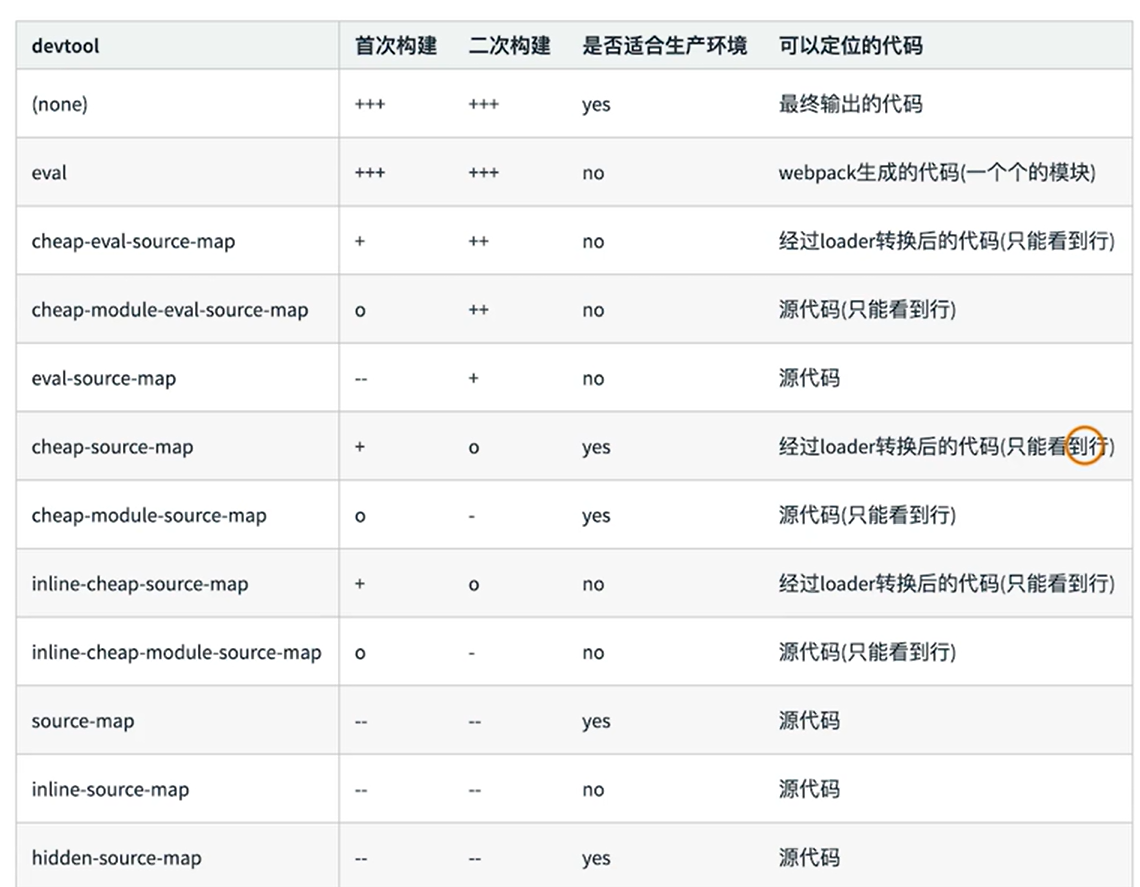 devtool 首次构建 二次构建 是否适合生产环境 可以定位的代码
(none) +++ +++ yes 最终输出的代码
eval +++ +++ no webpack生成的代码(一个个的模块)
cheap-eval-source-map + ++ no 经过loader转换后的代码(只能看到行)
cheap-module-eval-source-map o ++ no 源代码(只能看到行)
eval-source-map -- + no 源代码
cheap-source-map + o yes 经过loader转换后的代码(只能看到行)
cheap-module-source-map o - yes 源代码(只能看到行)
inline-cheap-source-map + o no 经过loader转换后的代码(只能看到行)
inline-cheap-module-source-map o - no 源代码(只能看到行)
source-map -- -- yes 源代码
inline-source-map -- -- no 源代码
hidden-source-map -- -- yes 源代码